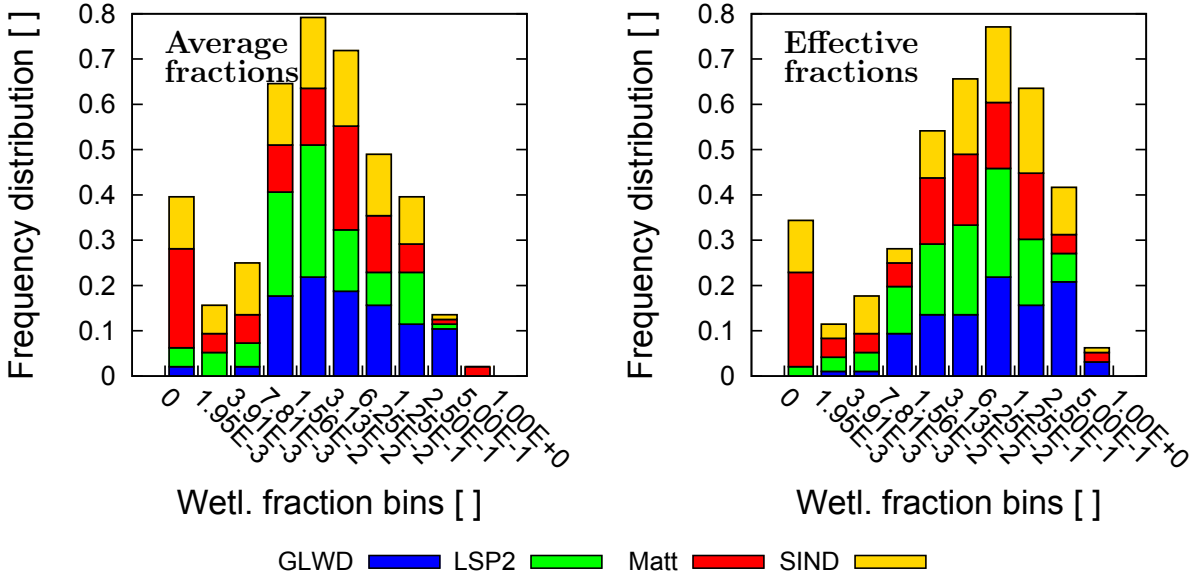 Frequency distribution [ ]
0.8
0.7
0.6
0.5
0.4
0.3
0.2
0.1
0
Average
fractions
0
1.95E-3
3.91E-3
7.81E-3
1.56E-2
3.13E-2
6.25E-2
1.25E-1
2.50E-1
5.00E-1
1.00E+0
Wetl. fraction bins [ ]
Frequency distribution [ ]
0.8
0.7
0.6
0.5
0.4
0.3
0.2
0.1
0
Effective
fractions
0
1.95E-3
3.91E-3
7.81E-3
1.56E-2
3.13E-2
6.25E-2
1.25E-1
2.50E-1
5.00E-1
1.00E+0
Wetl. fraction bins [ ]
GLWD LSP2 Matt SIND